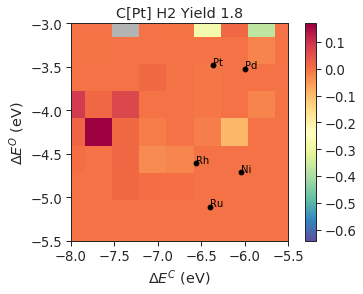 C[Pt] H2 Yield 1.8
−3.0
−3.5
−4.0
−4.5
−5.0
−5.5
ΔE^O (eV)
Pt
Pd
Rh
Ni
Ru
−8.0 −7.5 −7.0 −6.5 −6.0 −5.5
ΔE^C (eV)
0.1
0.0
−0.1
−0.2
−0.3
−0.4
−0.5
−0.6